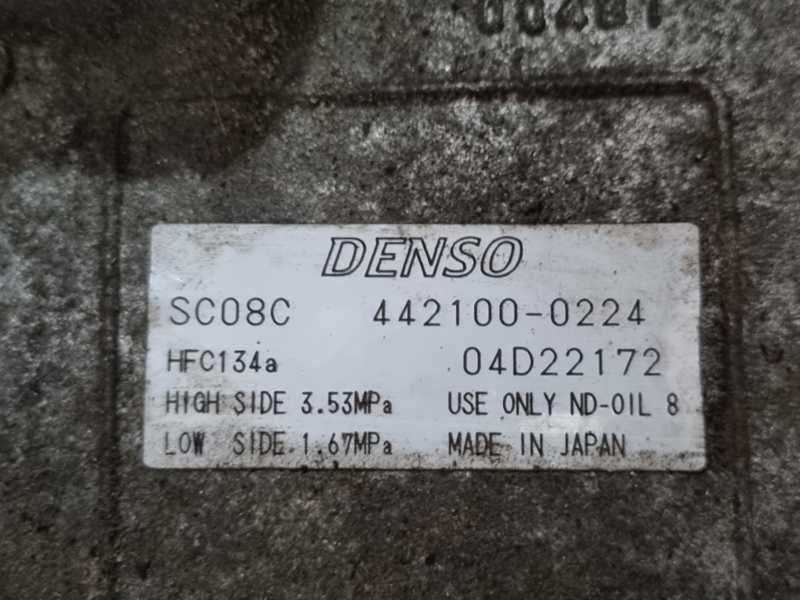 DENSO
SC08C 442100-0224
HFC134a 04D22172
HIGH SIDE 3.53MPa USE ONLY ND-OIL 8
LOW SIDE 1.67MPa MADE IN JAPAN